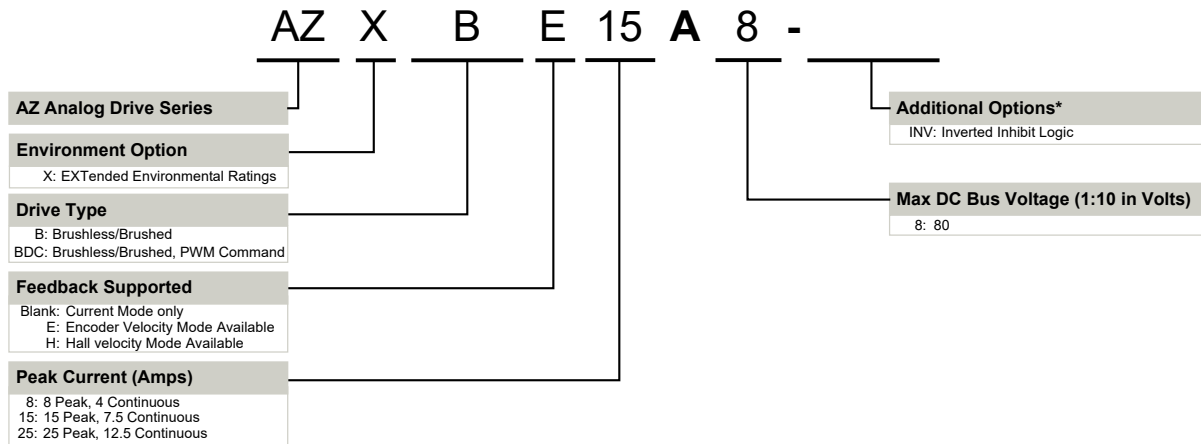 AZ X B E 15 A 8 -
AZ Analog Drive Series
Environment Option
X: EXTended Environmental Ratings
Drive Type
B: Brushless/Brushed
BDC: Brushless/Brushed, PWM Command
Feedback Supported
Blank: Current Mode only
E: Encoder Velocity Mode Available
H: Hall velocity Mode Available
Peak Current (Amps)
8: 8 Peak, 4 Continuous
15: 15 Peak, 7.5 Continuous
25: 25 Peak, 12.5 Continuous
Additional Options*
INV: Inverted Inhibit Logic
Max DC Bus Voltage (1:10 in Volts)
8: 80